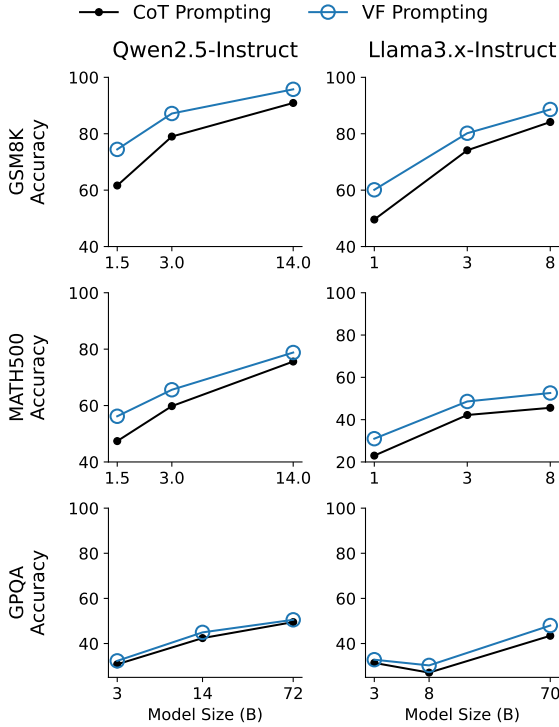 CoT Prompting VF Prompting
Qwen2.5-Instruct Llama3.x-Instruct
GSM8K
Accuracy
100
80
60
40
1.5 3.0 14.0
100
80
60
40
1 3 8
MATH500
Accuracy
100
80
60
40
1.5 3.0 14.0
100
80
60
40
20
1 3 8
GPQA
Accuracy
100
80
60
40
3 14 72
Model Size (B)
100
80
60
40
3 8 70
Model Size (B)